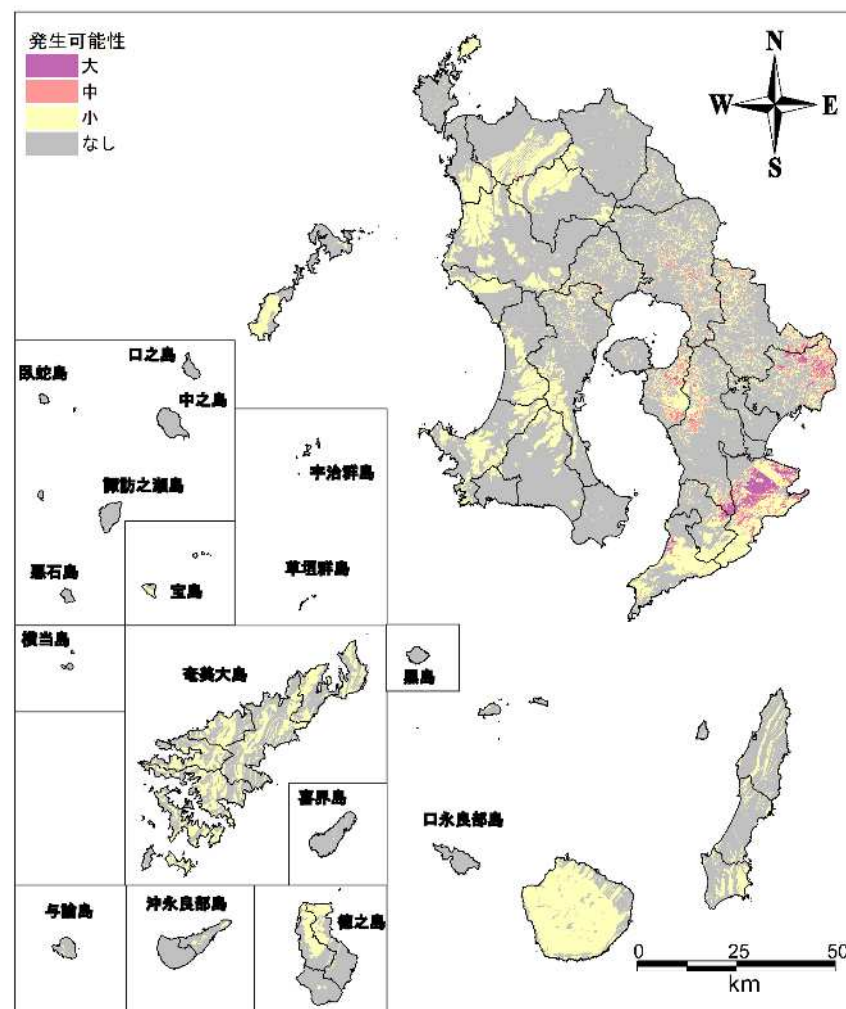 発生可能性
大
中
小
なし
N
W E
S
口之島
臥蛇島
中之島
宇治群島
諏訪之瀬島
草垣群島
悪石島
宝島
横当島
黒島
奄美大島
喜界島
口永良部島
与論島
沖永良部島
徳之島
0 25 50
km